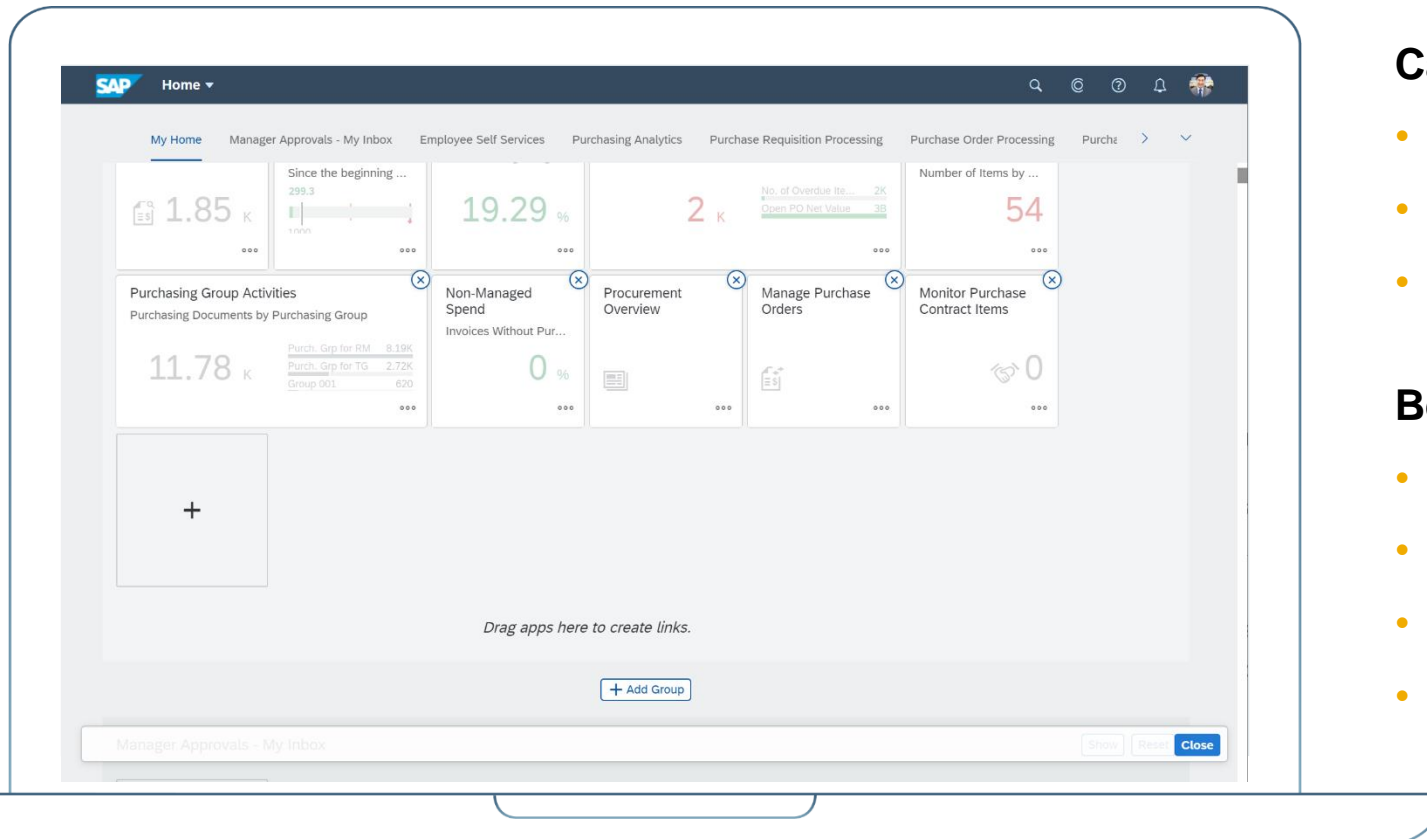 SAP Home
My Home Manager Approvals - My Inbox Employee Self Services Purchasing Analytics Purchase Requisition Processing Purchase Order Processing Purcha
Since the beginning ...
299.3
1000
1.85 K
19.29 %
2 K
No. of Overdue Ite... 2K
Open PO Net Value 3B
Number of Items by ...
54
Purchasing Group Activities
Purchasing Documents by Purchasing Group
11.78 K
Purch. Grp for RM 8.19K
Purch. Grp for TG 2.72K
Group 001 620
Non-Managed
Spend
Invoices Without Pur...
0 %
Procurement
Overview
Manage Purchase
Orders
Monitor Purchase
Contract Items
0
+
Drag apps here to create links.
+ Add Group
Manager Approvals - My Inbox
Show Reset Close